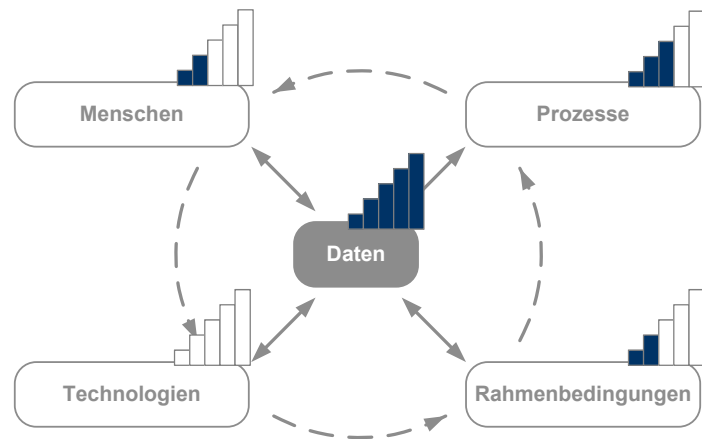 Menschen
Prozesse
Daten
Technologien
Rahmenbedingungen